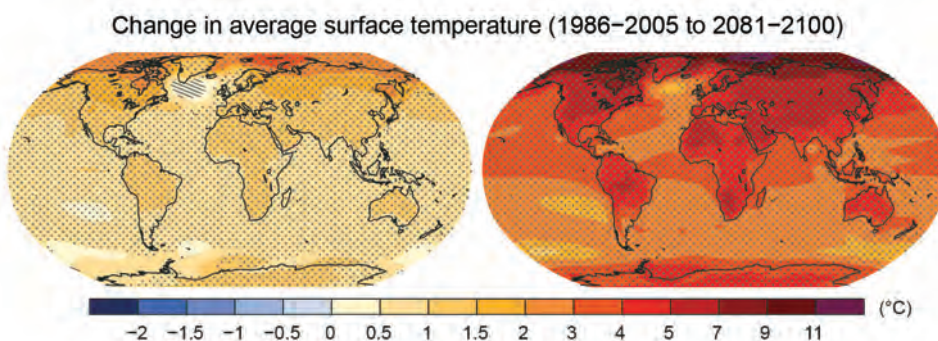 Change in average surface temperature (1986−2005 to 2081−2100)
(°C)
−2 −1.5 −1 −0.5 0 0.5 1 1.5 2 3 4 5 7 9 11